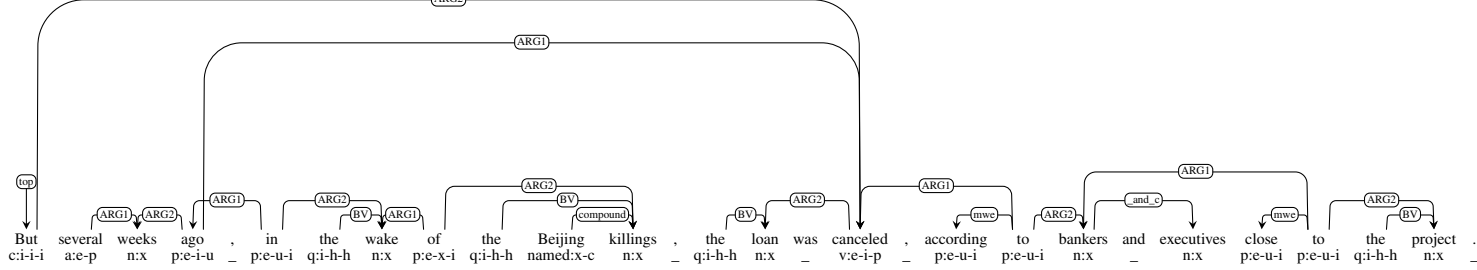 ARG2
ARG1
top ARG2 ARG1
ARG1 ARG2 ARG1 ARG2 BV ARG2 ARG1
ARG1 ARG2 BV ARG1 compound BV mwe ARG2 _and_c mwe BV
But several weeks ago , in the wake of the Beijing killings , the loan was canceled , according to bankers and executives close to the project .
c:i-i-i a:e-p n:x p:e-i-u _ p:e-u-i q:i-h-h n:x p:e-x-i q:i-h-h named:x-c n:x _ q:i-h-h n:x _ v:e-i-p _ p:e-u-i p:e-u-i n:x _ n:x p:e-u-i p:e-u-i q:i-h-h n:x _